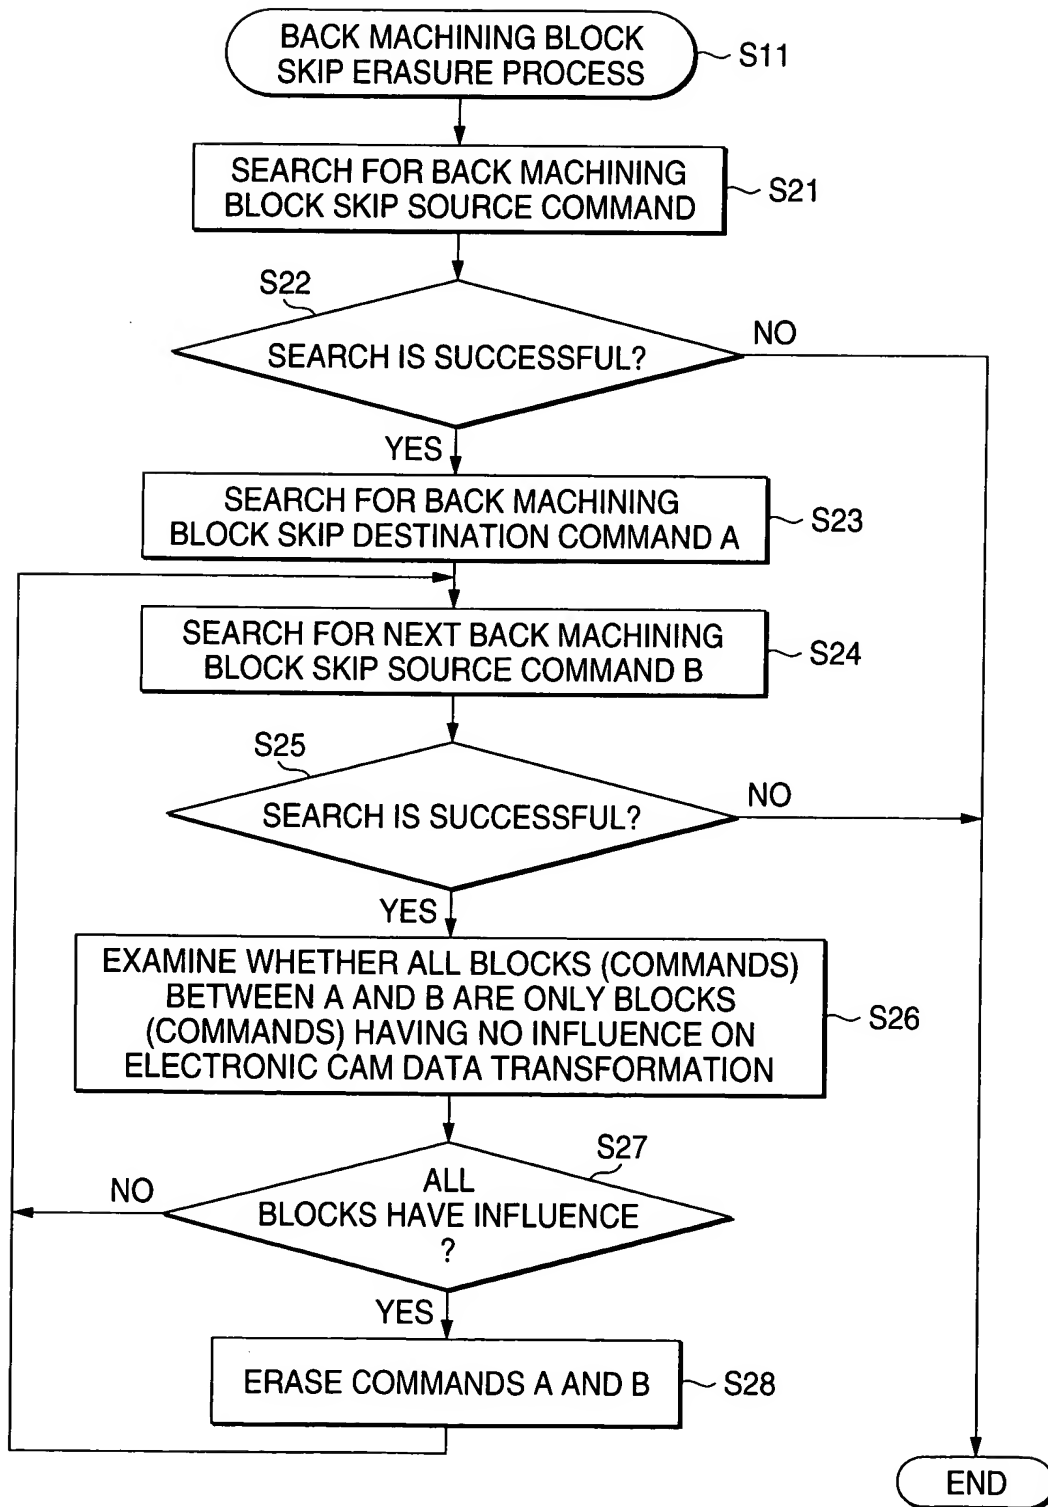 BACK MACHINING BLOCK
SKIP ERASURE PROCESS
S11
SEARCH FOR BACK MACHINING
BLOCK SKIP SOURCE COMMAND
S21
S22
SEARCH IS SUCCESSFUL?
NO
YES
SEARCH FOR BACK MACHINING
BLOCK SKIP DESTINATION COMMAND A
S23
SEARCH FOR NEXT BACK MACHINING
BLOCK SKIP SOURCE COMMAND B
S24
S25
SEARCH IS SUCCESSFUL?
NO
YES
EXAMINE WHETHER ALL BLOCKS (COMMANDS)
BETWEEN A AND B ARE ONLY BLOCKS
(COMMANDS) HAVING NO INFLUENCE ON
ELECTRONIC CAM DATA TRANSFORMATION
S26
S27
ALL
BLOCKS HAVE INFLUENCE
?
NO
YES
ERASE COMMANDS A AND B
S28
END